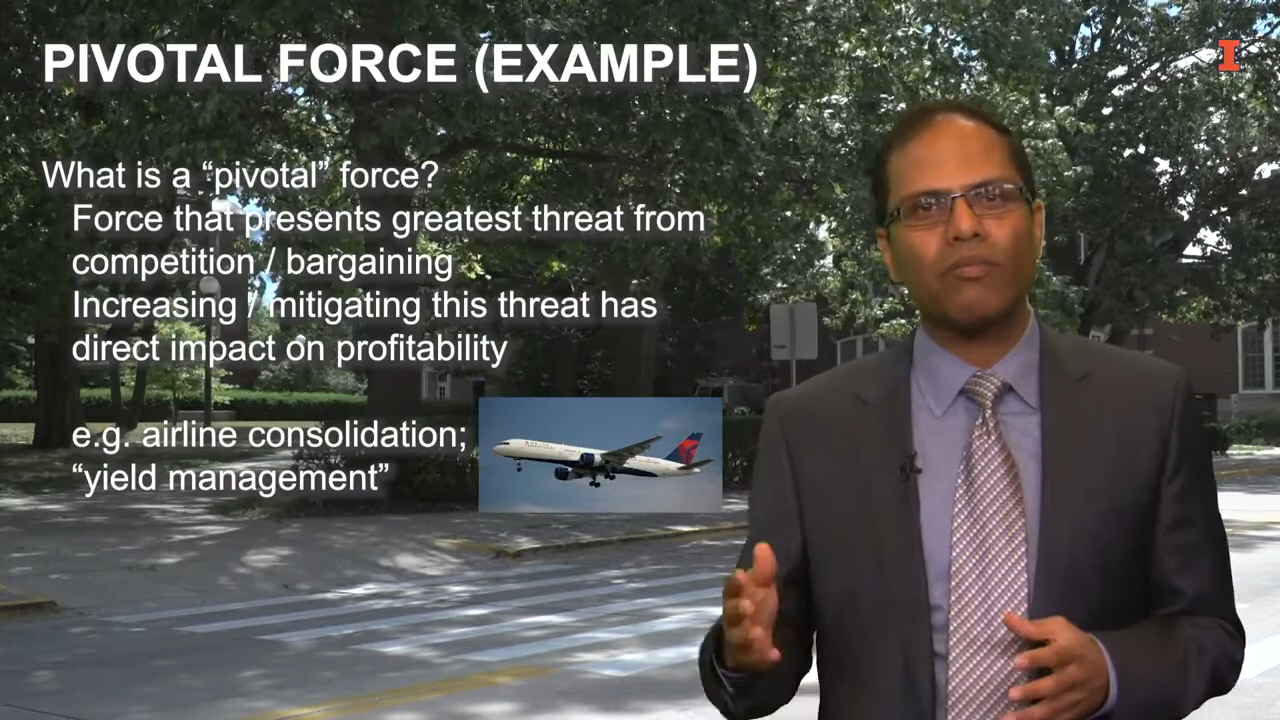 PIVOTAL FORCE (EXAMPLE)
What is a “pivotal” force?
Force that presents greatest threat from
competition / bargaining
Increasing / mitigating this threat has
direct impact on profitability
e.g. airline consolidation;
“yield management”
I